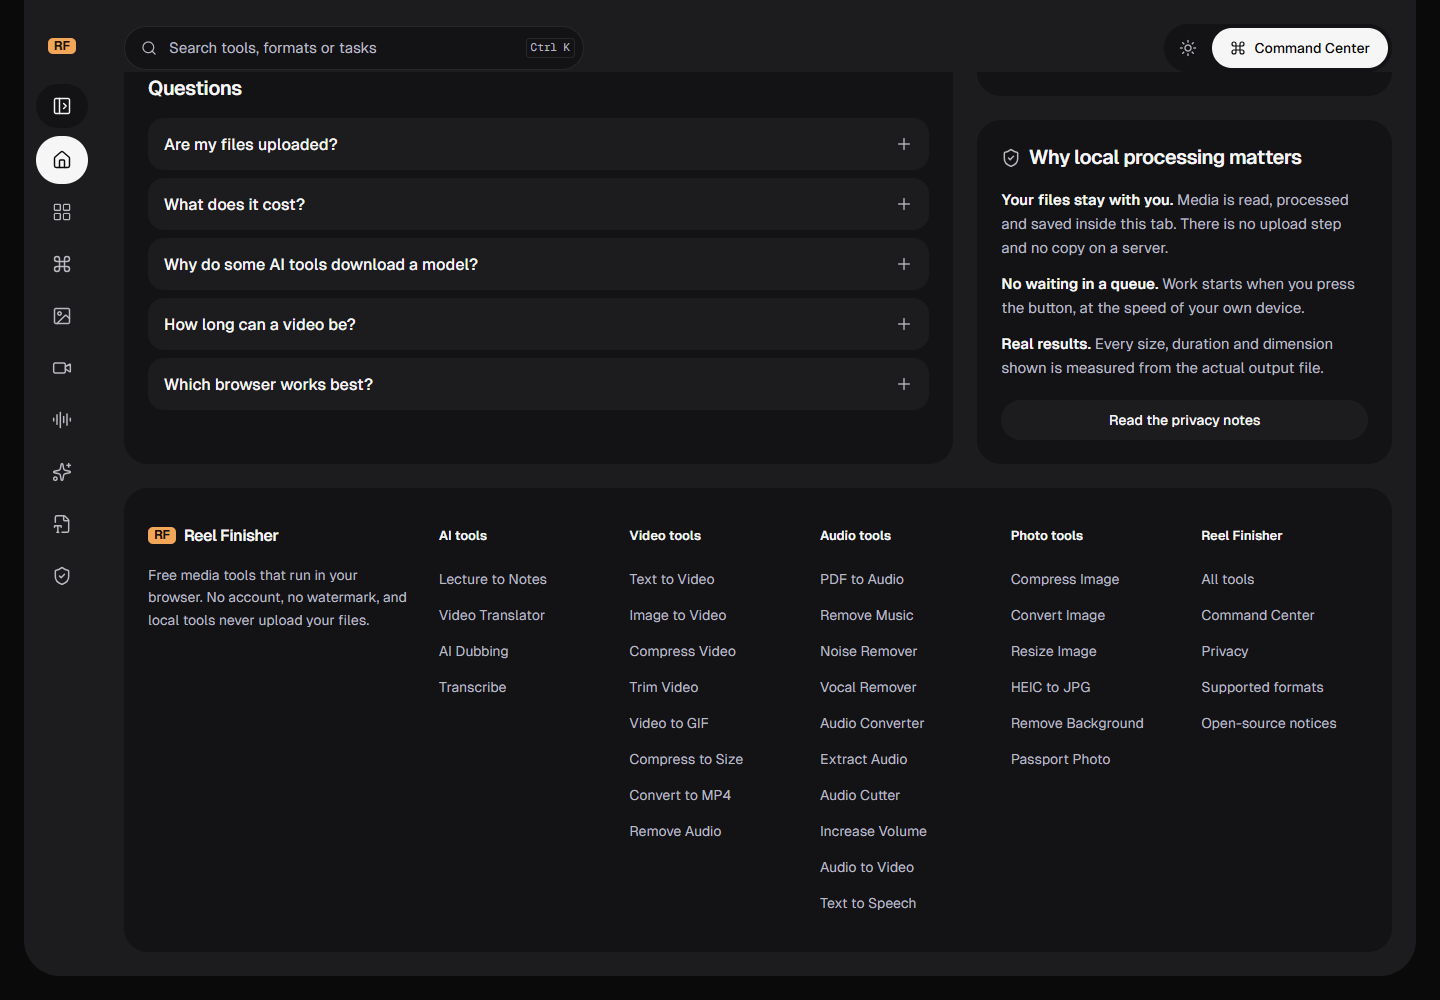 RF
Search tools, formats or tasks
Ctrl K
Command Center
Questions
Are my files uploaded?
What does it cost?
Why do some AI tools download a model?
How long can a video be?
Which browser works best?
Why local processing matters
Your files stay with you. Media is read, processed
and saved inside this tab. There is no upload step
and no copy on a server.
No waiting in a queue. Work starts when you press
the button, at the speed of your own device.
Real results. Every size, duration and dimension
shown is measured from the actual output file.
Read the privacy notes
RF Reel Finisher
Free media tools that run in your
browser. No account, no watermark, and
local tools never upload your files.
AI tools
Lecture to Notes
Video Translator
AI Dubbing
Transcribe
Video tools
Text to Video
Image to Video
Compress Video
Trim Video
Video to GIF
Compress to Size
Convert to MP4
Remove Audio
Audio tools
PDF to Audio
Remove Music
Noise Remover
Vocal Remover
Audio Converter
Extract Audio
Audio Cutter
Increase Volume
Audio to Video
Text to Speech
Photo tools
Compress Image
Convert Image
Resize Image
HEIC to JPG
Remove Background
Passport Photo
Reel Finisher
All tools
Command Center
Privacy
Supported formats
Open-source notices